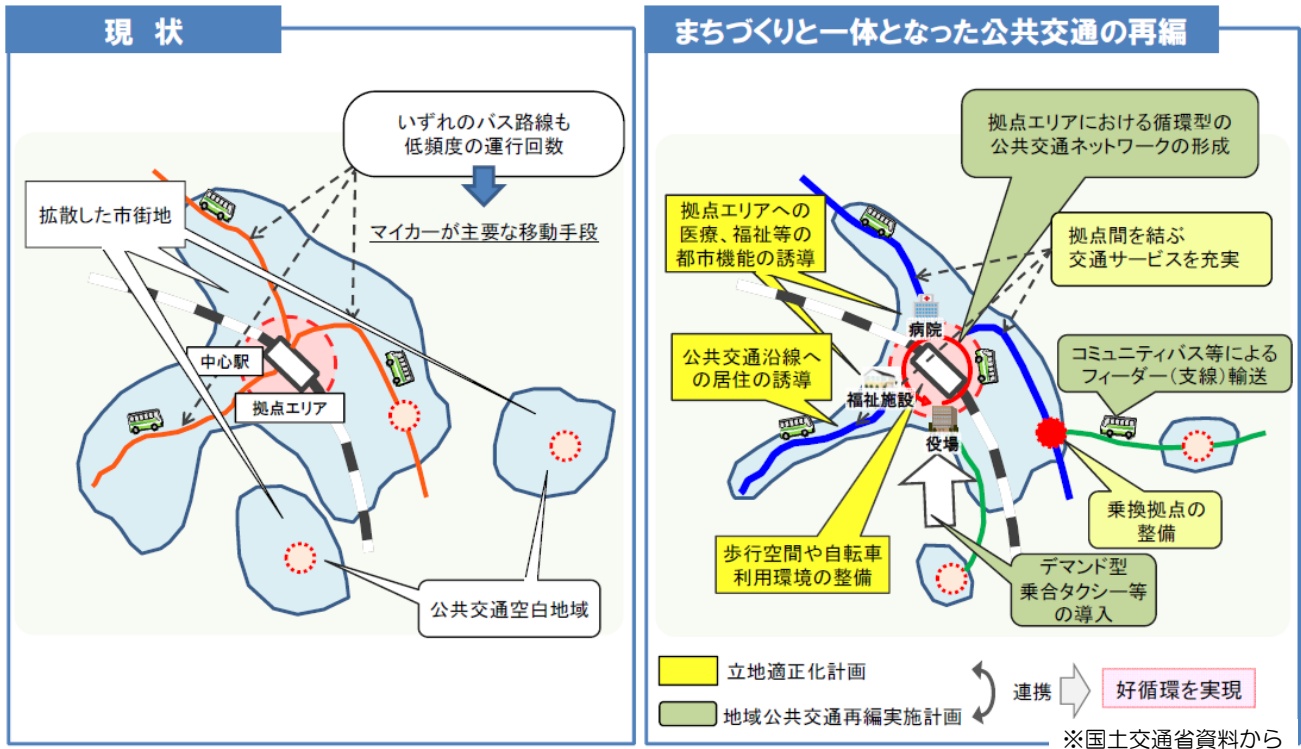 現 状
いずれのバス路線も
低頻度の運行回数
マイカーが主要な移動手段
拡散した市街地
中心駅
拠点エリア
公共交通空白地域
まちづくりと一体となった公共交通の再編
拠点エリアにおける循環型の
公共交通ネットワークの形成
拠点エリアへの
医療、福祉等の
都市機能の誘導
拠点間を結ぶ
交通サービスを充実
病院
公共交通沿線へ
の居住の誘導
福祉施設
コミュニティバス等による
フィーダー(支線)輸送
役場
乗換拠点の
整備
歩行空間や自転車
利用環境の整備
デマンド型
乗合タクシー等
の導入
立地適正化計画
地域公共交通再編実施計画
連携
好循環を実現
※国土交通省資料から